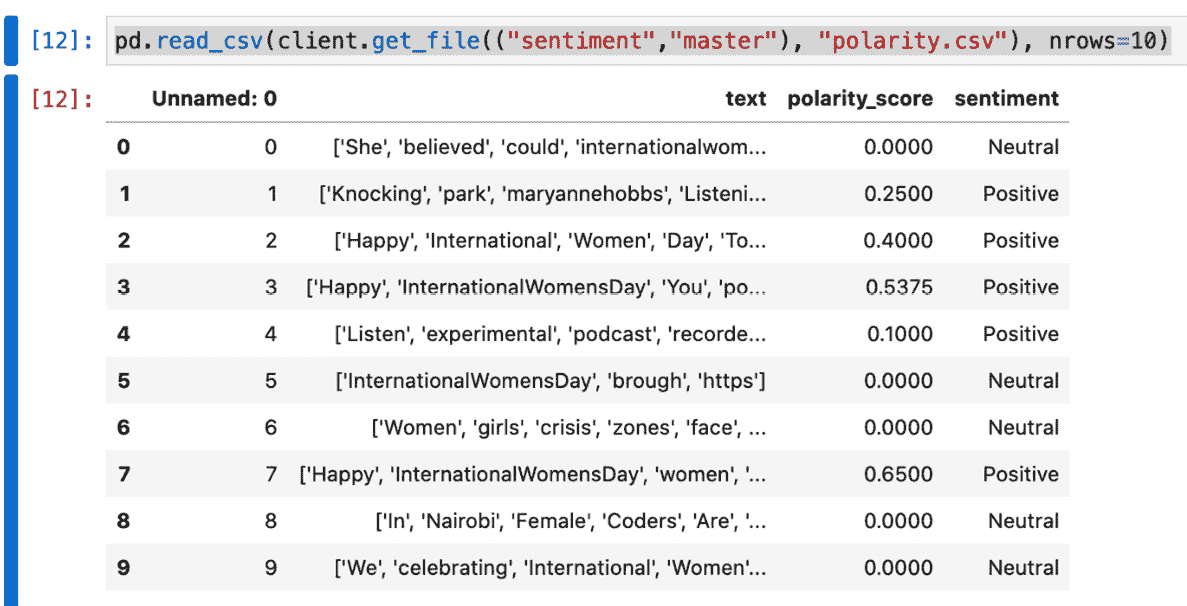 [12]: pd.read_csv(client.get_file(("sentiment","master"), "polarity.csv"), nrows=10)
[12]: Unnamed: 0 text polarity_score sentiment
0 0 ['She', 'believed', 'could', 'internationalwom... 0.0000 Neutral
1 1 ['Knocking', 'park', 'maryannehobbs', 'Listeni... 0.2500 Positive
2 2 ['Happy', 'International', 'Women', 'Day', 'To... 0.4000 Positive
3 3 ['Happy', 'InternationalWomensDay', 'You', 'po... 0.5375 Positive
4 4 ['Listen', 'experimental', 'podcast', 'recorde... 0.1000 Positive
5 5 ['InternationalWomensDay', 'brough', 'https'] 0.0000 Neutral
6 6 ['Women', 'girls', 'crisis', 'zones', 'face', ... 0.0000 Neutral
7 7 ['Happy', 'InternationalWomensDay', 'women', '... 0.6500 Positive
8 8 ['In', 'Nairobi', 'Female', 'Coders', 'Are', '... 0.0000 Neutral
9 9 ['We', 'celebrating', 'International', 'Women'... 0.0000 Neutral